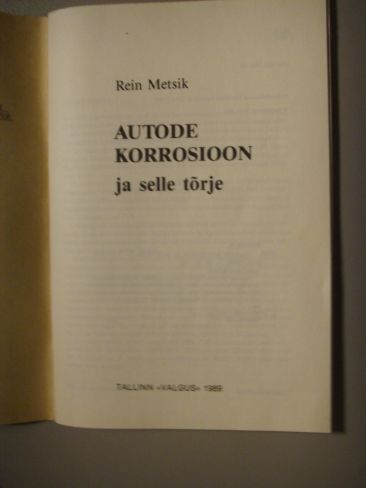 Rein Metsik
AUTODE
KORROSIOON
ja selle tõrje
TALLINN «VALGUS» 1989